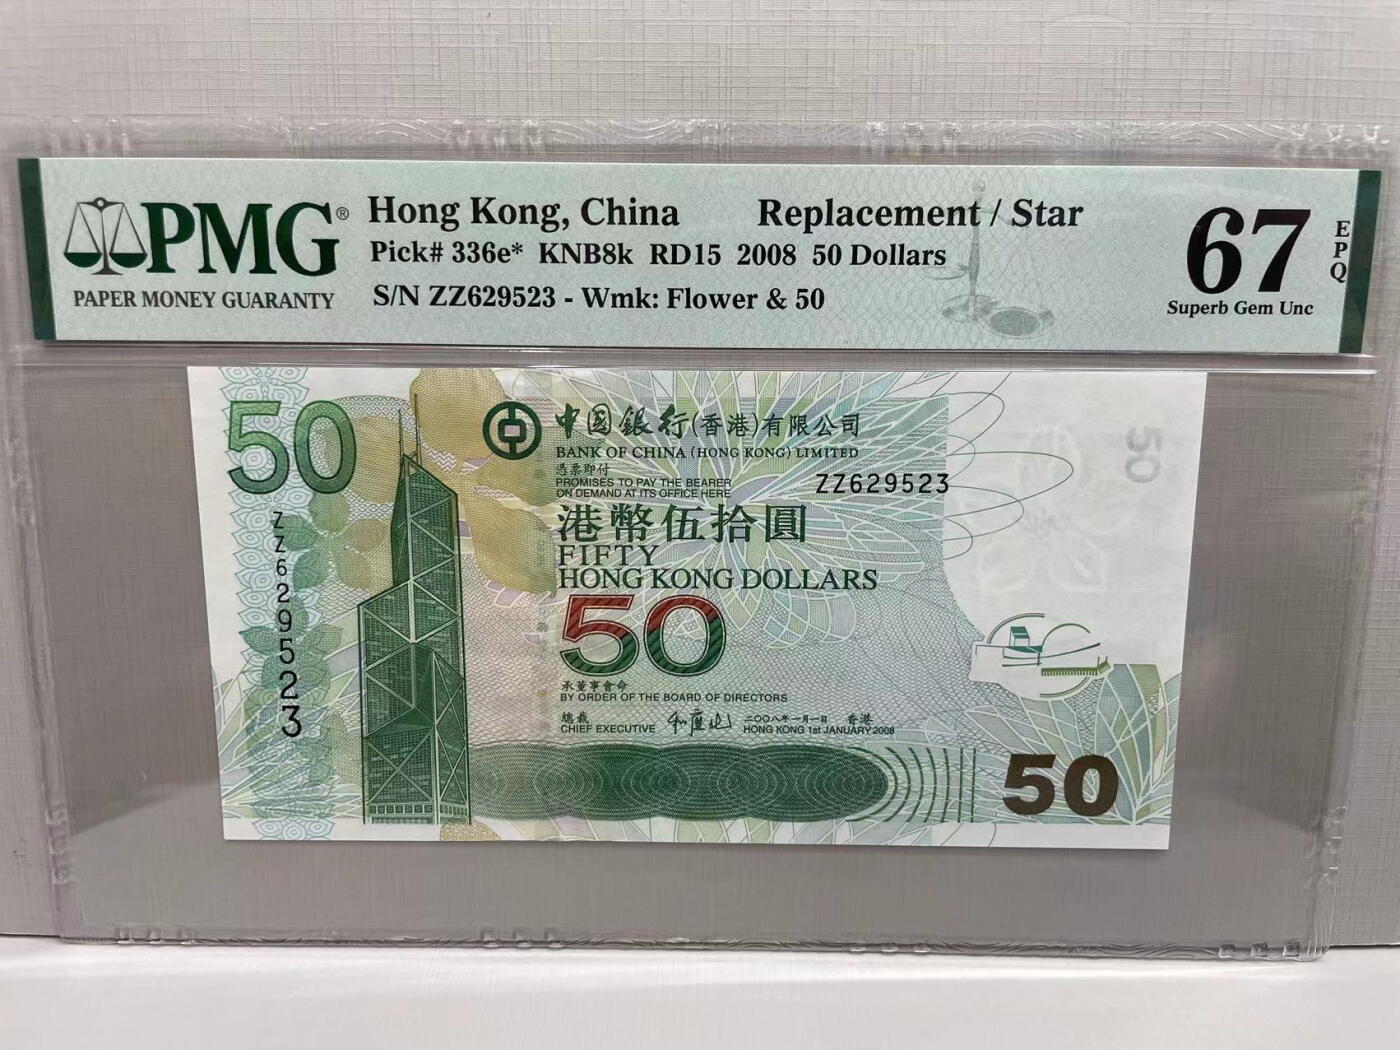 PMG®
PAPER MONEY GUARANTY
Hong Kong, China Replacement / Star
Pick# 336e* KNB8k RD15 2008 50 Dollars
S/N ZZ629523 - Wmk: Flower & 50
67
EPQ
Superb Gem Unc
50
中國銀行(香港)有限公司
BANK OF CHINA (HONG KONG) LIMITED
憑票即付
PROMISES TO PAY THE BEARER
ON DEMAND AT ITS OFFICE HERE
ZZ629523
ZZ629523
港幣伍拾圓
FIFTY
HONG KONG DOLLARS
50
承董事會命
BY ORDER OF THE BOARD OF DIRECTORS
總裁
CHIEF EXECUTIVE
二〇〇八年一月一日 香港
HONG KONG 1st JANUARY 2008
50
50